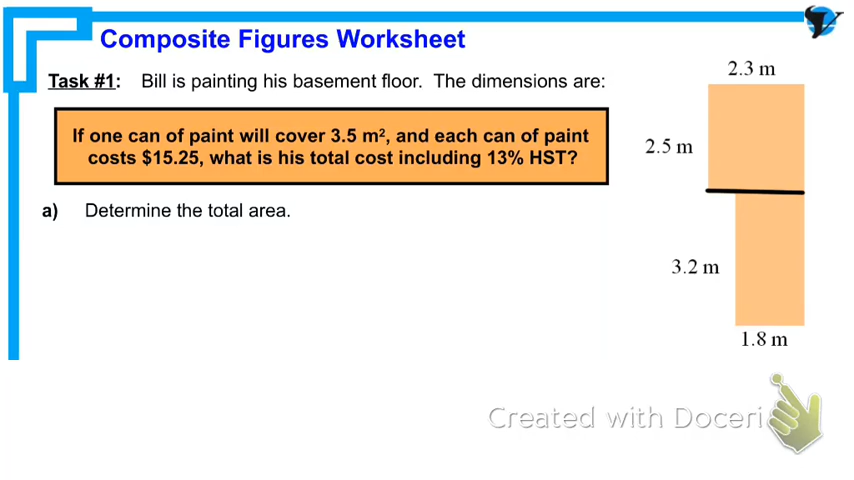 Composite Figures Worksheet
Task #1: Bill is painting his basement floor. The dimensions are:
If one can of paint will cover 3.5 m², and each can of paint
costs $15.25, what is his total cost including 13% HST?
a) Determine the total area.
2.3 m
2.5 m
3.2 m
1.8 m
Created with Doceri